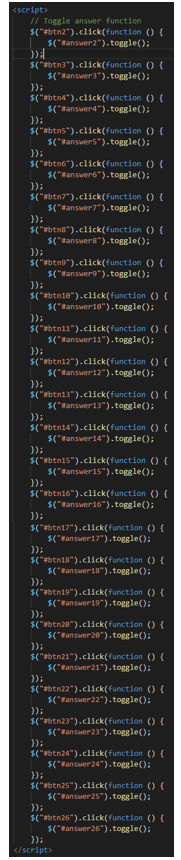 <script>
// Toggle answer function
$("#btn2").click(function () {
$("#answer2").toggle();
});
$("#btn3").click(function () {
$("#answer3").toggle();
});
$("#btn4").click(function () {
$("#answer4").toggle();
});
$("#btn5").click(function () {
$("#answer5").toggle();
});
$("#btn6").click(function () {
$("#answer6").toggle();
});
$("#btn7").click(function () {
$("#answer7").toggle();
});
$("#btn8").click(function () {
$("#answer8").toggle();
});
$("#btn9").click(function () {
$("#answer9").toggle();
});
$("#btn10").click(function () {
$("#answer10").toggle();
});
$("#btn11").click(function () {
$("#answer11").toggle();
});
$("#btn12").click(function () {
$("#answer12").toggle();
});
$("#btn13").click(function () {
$("#answer13").toggle();
});
$("#btn14").click(function () {
$("#answer14").toggle();
});
$("#btn15").click(function () {
$("#answer15").toggle();
});
$("#btn16").click(function () {
$("#answer16").toggle();
});
$("#btn17").click(function () {
$("#answer17").toggle();
});
$("#btn18").click(function () {
$("#answer18").toggle();
});
$("#btn19").click(function () {
$("#answer19").toggle();
});
$("#btn20").click(function () {
$("#answer20").toggle();
});
$("#btn21").click(function () {
$("#answer21").toggle();
});
$("#btn22").click(function () {
$("#answer22").toggle();
});
$("#btn23").click(function () {
$("#answer23").toggle();
});
$("#btn24").click(function () {
$("#answer24").toggle();
});
$("#btn25").click(function () {
$("#answer25").toggle();
});
$("#btn26").click(function () {
$("#answer26").toggle();
});
</script>